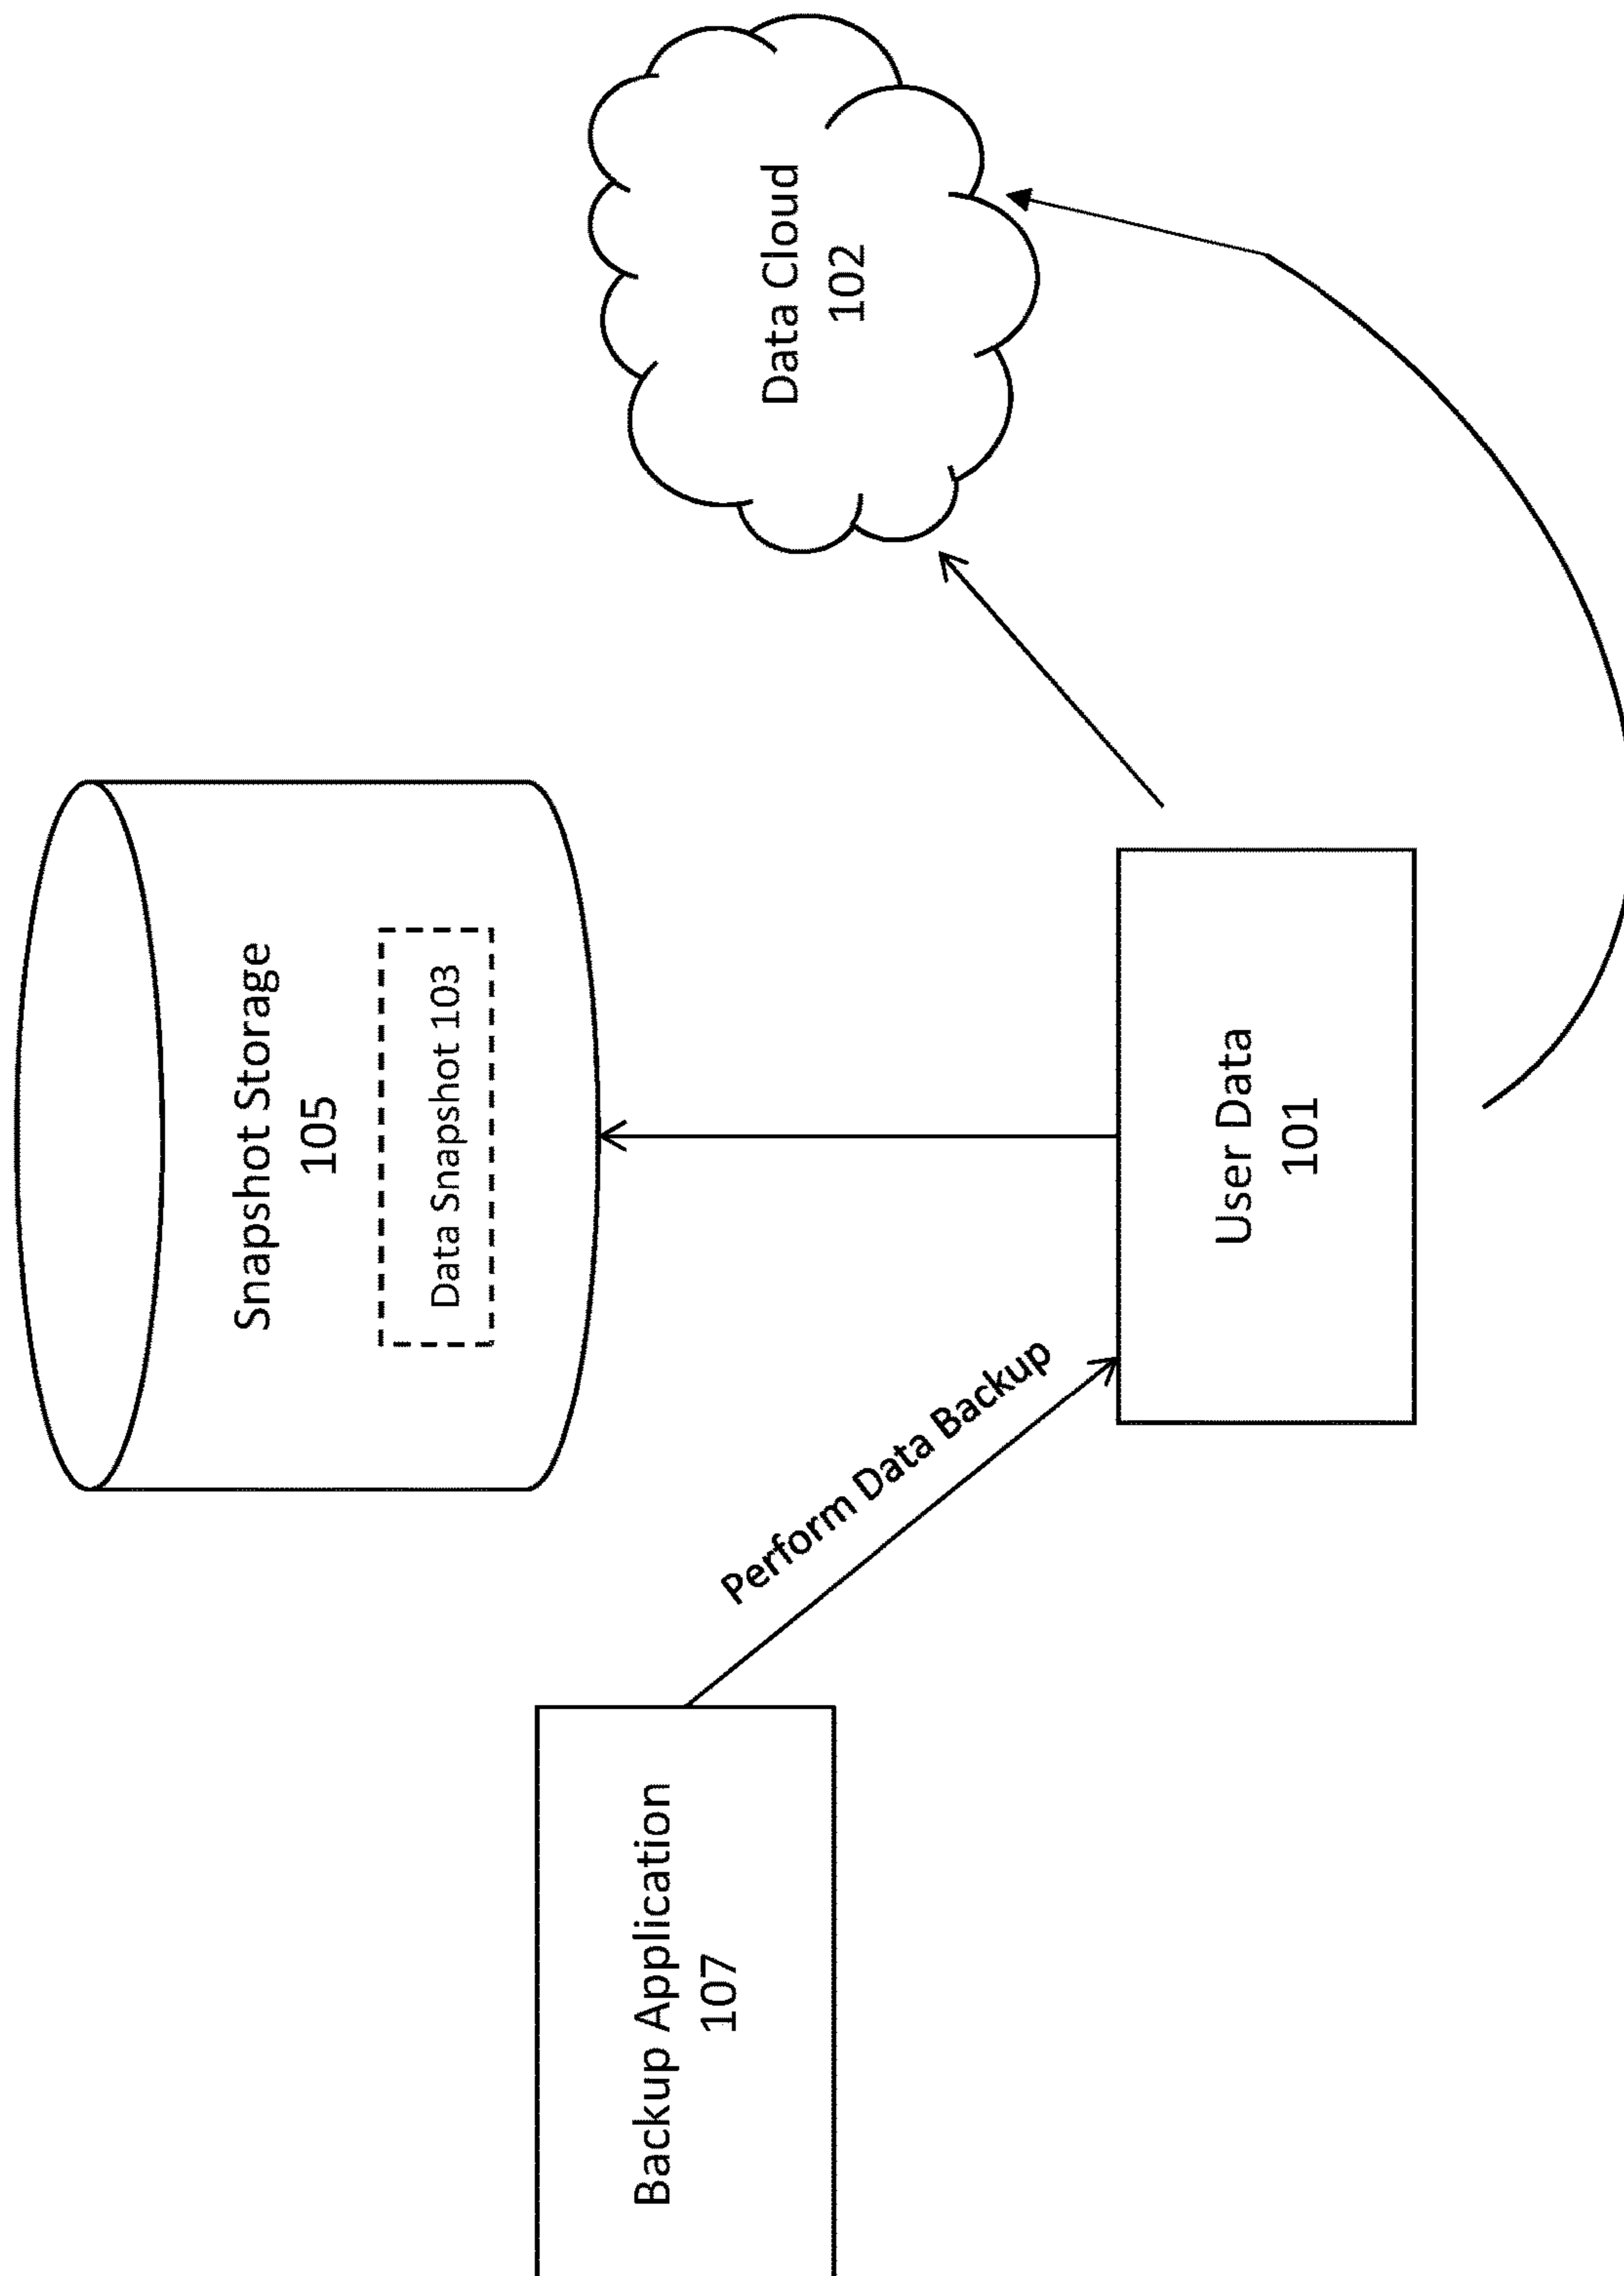 Snapshot Storage
105
Data Snapshot 103
Data Cloud
102
Backup Application
107
Perform Data Backup
User Data
101